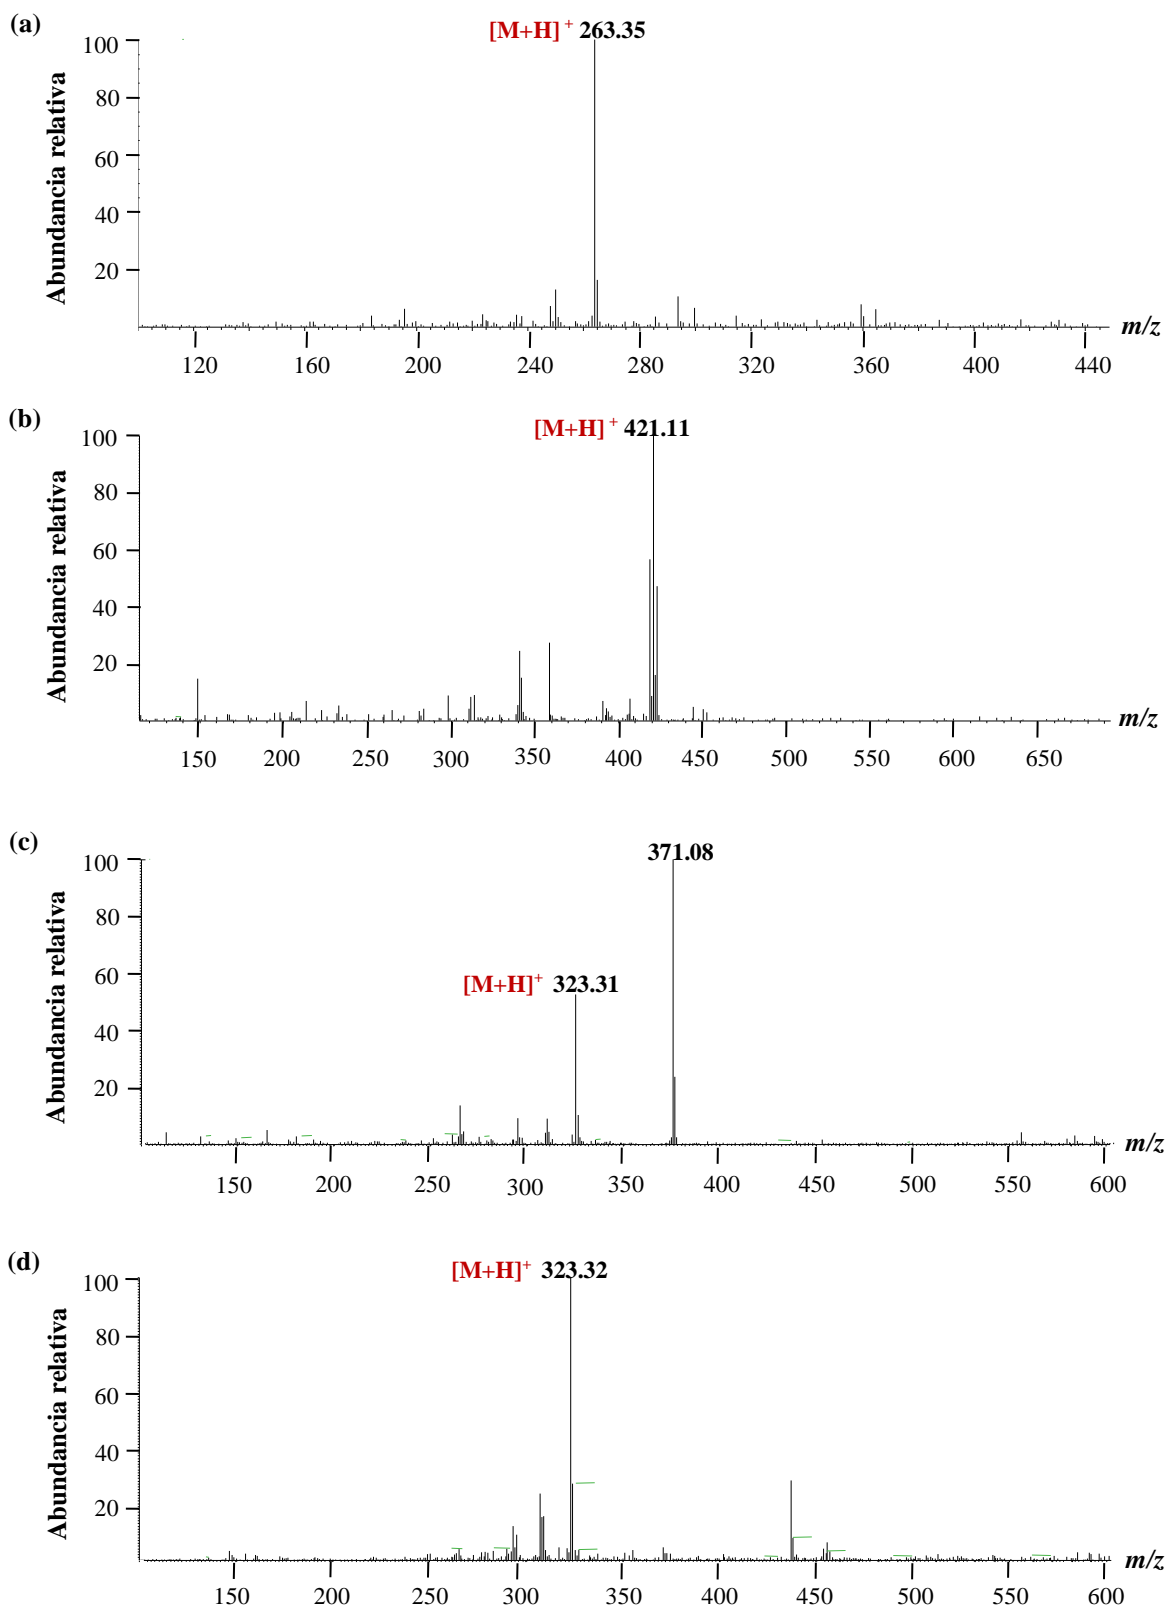 (a)
[M+H]+ 263.35
Abundancia relativa
100
80
60
40
20
120 160 200 240 280 320 360 400 440
m/z
(b)
[M+H]+ 421.11
Abundancia relativa
100
80
60
40
20
150 200 250 300 350 400 450 500 550 600 650
m/z
(c)
371.08
[M+H]+ 323.31
Abundancia relativa
100
80
60
40
20
150 200 250 300 350 400 450 500 550 600
m/z
(d)
[M+H]+ 323.32
Abundancia relativa
100
80
60
40
20
150 200 250 300 350 400 450 500 550 600
m/z